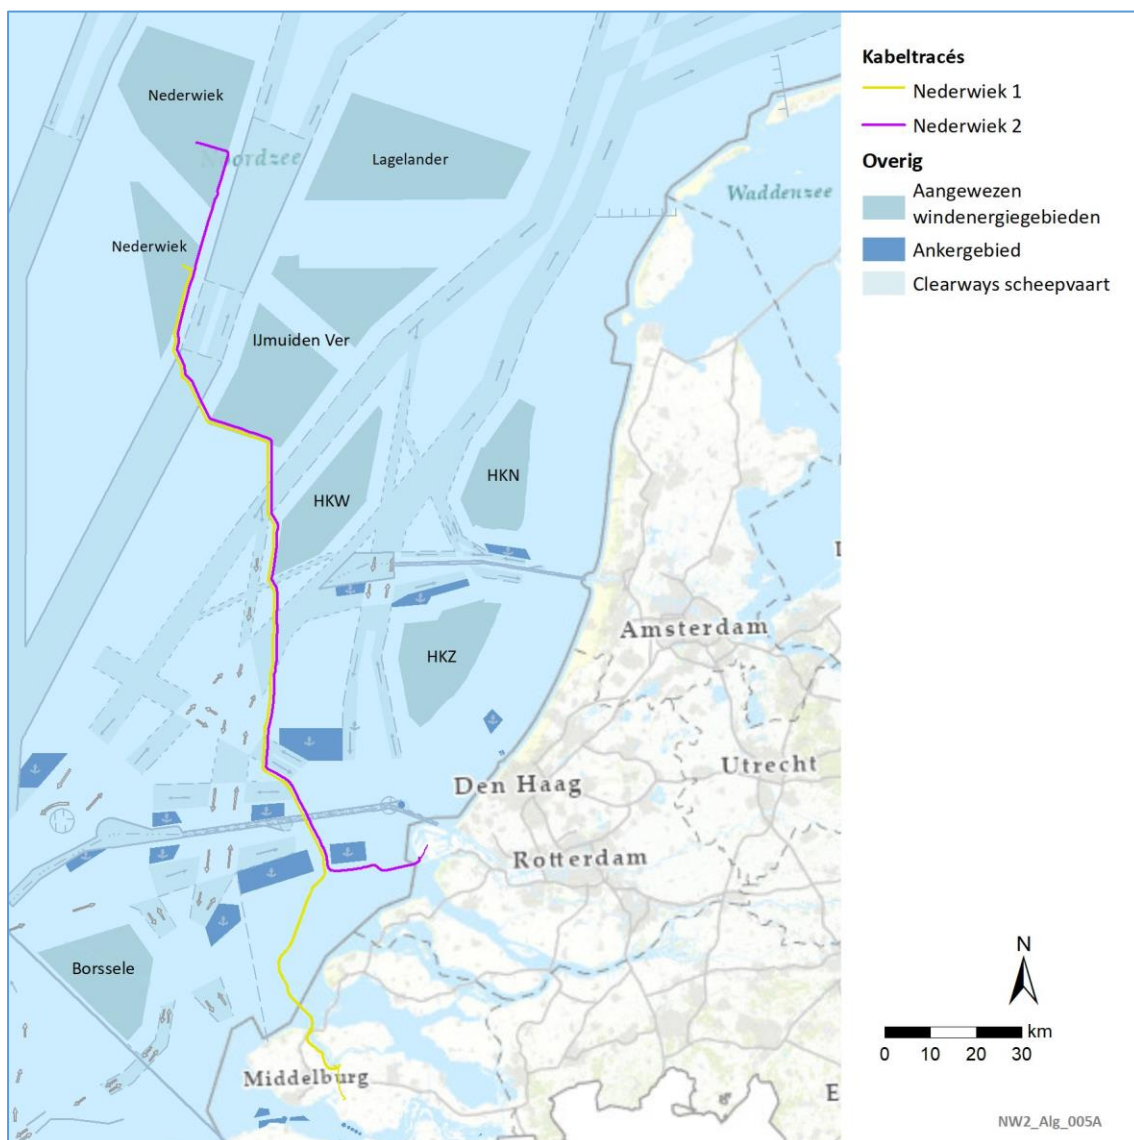 Nederwiek
Noordzee
Lagelander
Waddenzee
Nederwiek
IJmuiden Ver
HKW
HKN
HKZ
Amsterdam
Utrecht
Den Haag
Rotterdam
Borssele
Middelburg
Kabeltracés
Nederwiek 1
Nederwiek 2
Overig
Aangewezen
windenergiegebieden
Ankergebied
Clearways scheepvaart
N
km
0 10 20 30
NW2_Alg_005A